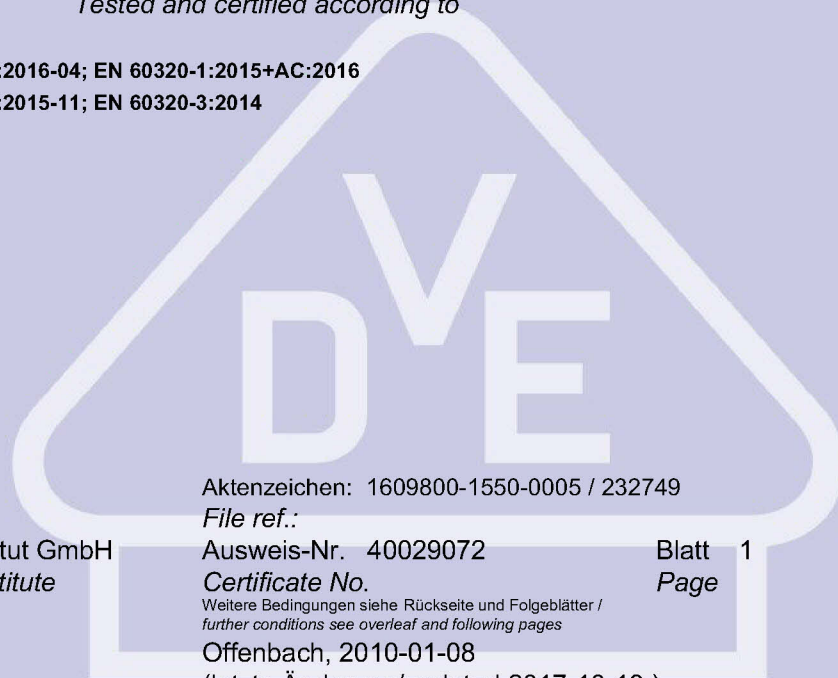 Tested and certified according to
:2016-04; EN 60320-1:2015+AC:2016
:2015-11; EN 60320-3:2014
V
D E
Aktenzeichen: 1609800-1550-0005 / 232749
File ref.:
tut GmbH Ausweis-Nr. 40029072 Blatt 1
titute Certificate No. Page
Weitere Bedingungen siehe Rückseite und Folgeblätter /
further conditions see overleaf and following pages
Offenbach, 2010-01-08